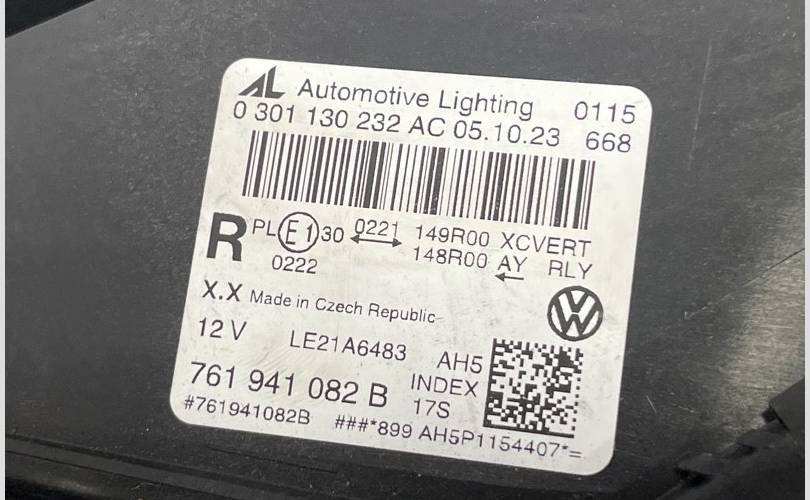 AL Automotive Lighting 0115
0 301 130 232 AC 05.10.23 668
R PL E1 30 0221 149R00 XCVERT
0222 148R00 AY RLY
X.X Made in Czech Republic
12 V LE21A6483 AH5
761 941 082 B INDEX
17S
#761941082B ###*899 AH5P1154407*=